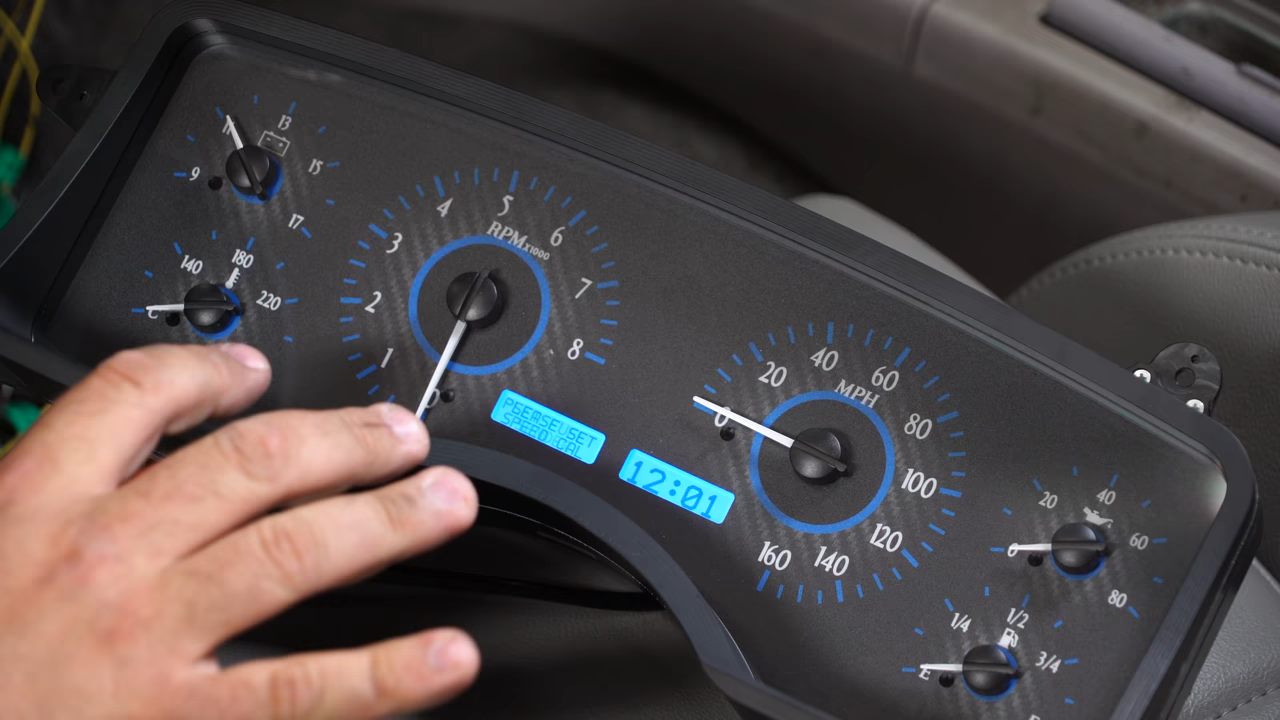 11 13 15 17
9
140 180 220
C
1 2 3 4 5 6 7 8
RPMx1000
SPEED CAL
12:01
0 20 40 60 80 100 120 140 160
MPH
0 20 40 60 80
E 1/4 1/2 3/4